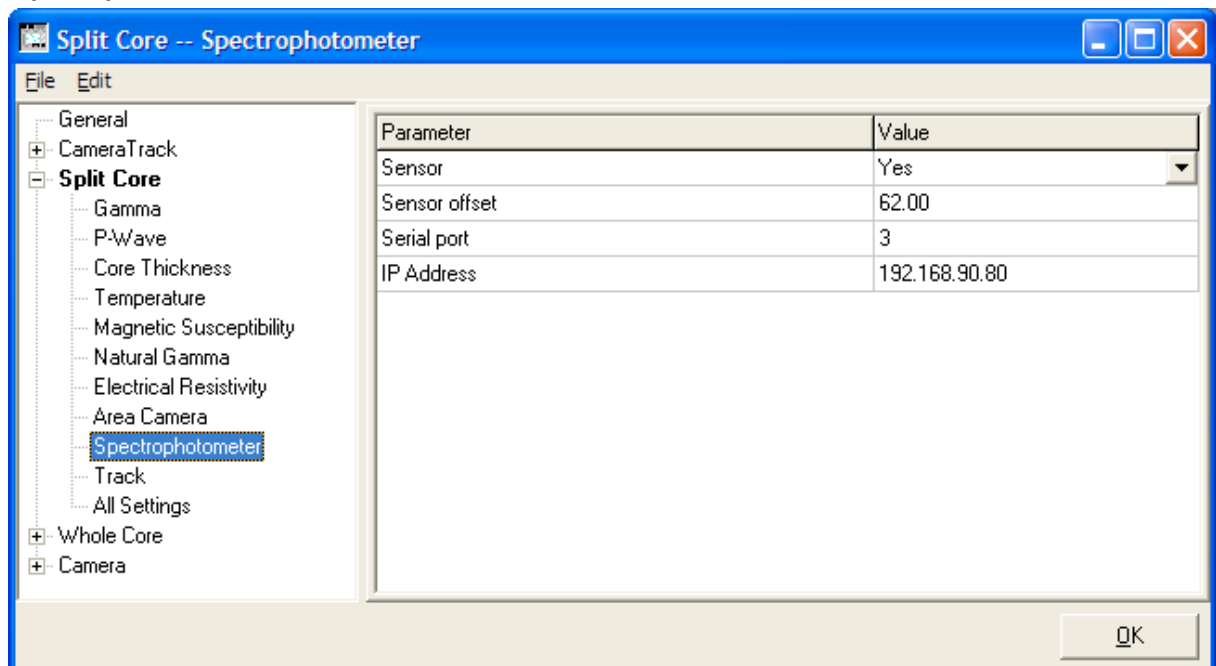 Split Core -- Spectrophotometer
File Edit
General
CameraTrack
Split Core
Gamma
P-Wave
Core Thickness
Temperature
Magnetic Susceptibility
Natural Gamma
Electrical Resistivity
Area Camera
Spectrophotometer
Track
All Settings
Whole Core
Camera
Parameter Value
Sensor Yes
Sensor offset 62.00
Serial port 3
IP Address 192.168.90.80
OK